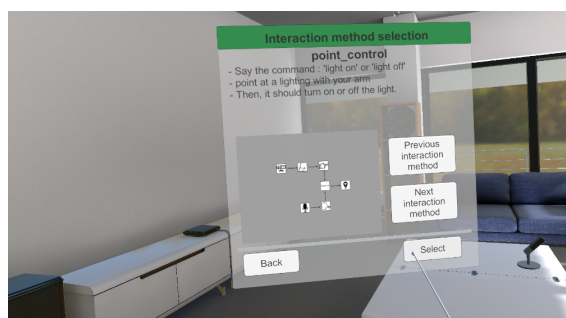 Interaction method selection
point_control
- Say the command : 'light on' or 'light off'
- point at a lighting with your arm
- Then, it should turn on or off the light.
Previous
interaction
method
Next
interaction
method
Select
Back